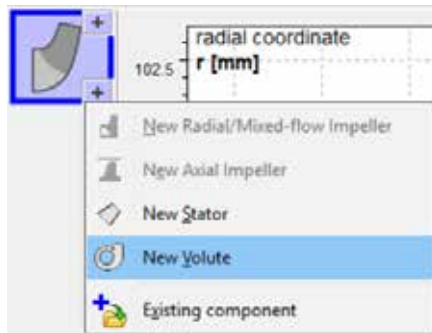 radial coordinate
r [mm]
102.5
New Radial/Mixed-flow Impeller
New Axial Impeller
New Stator
New Volute
Existing component